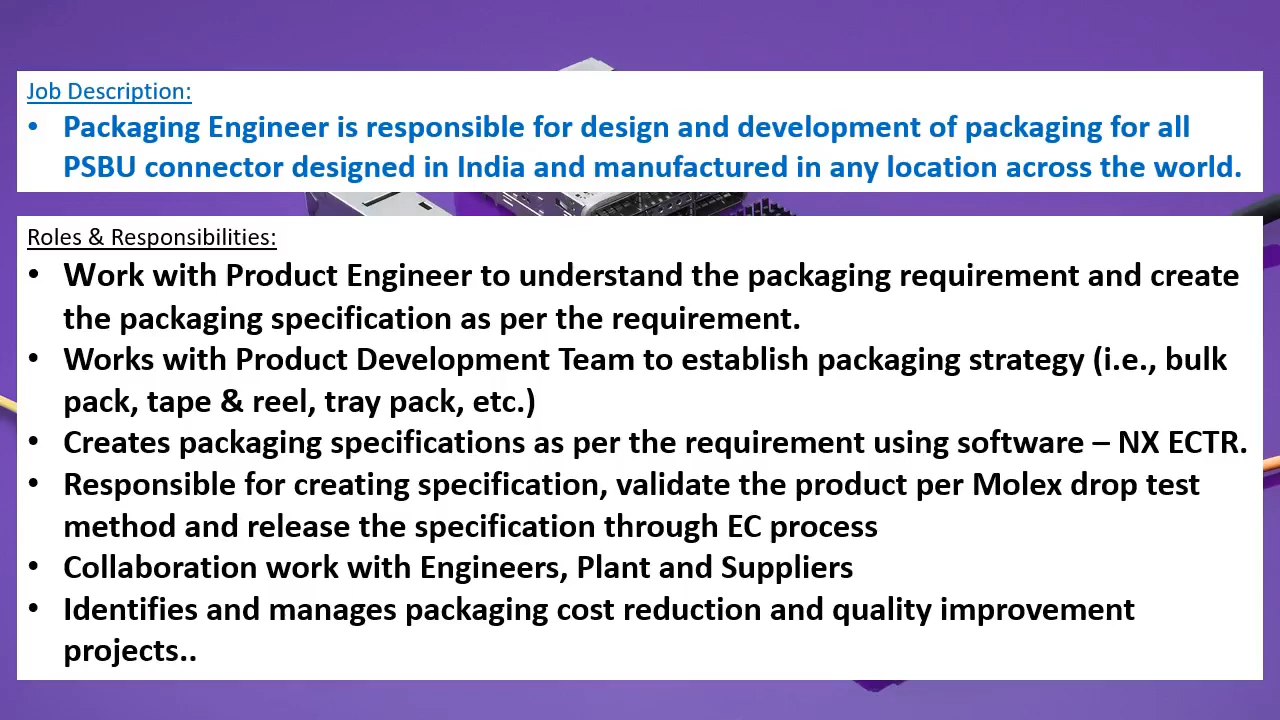 Job Description:
• Packaging Engineer is responsible for design and development of packaging for all
PSBU connector designed in India and manufactured in any location across the world.
Roles & Responsibilities:
• Work with Product Engineer to understand the packaging requirement and create
the packaging specification as per the requirement.
• Works with Product Development Team to establish packaging strategy (i.e., bulk
pack, tape & reel, tray pack, etc.)
• Creates packaging specifications as per the requirement using software – NX ECTR.
• Responsible for creating specification, validate the product per Molex drop test
method and release the specification through EC process
• Collaboration work with Engineers, Plant and Suppliers
• Identifies and manages packaging cost reduction and quality improvement
projects..